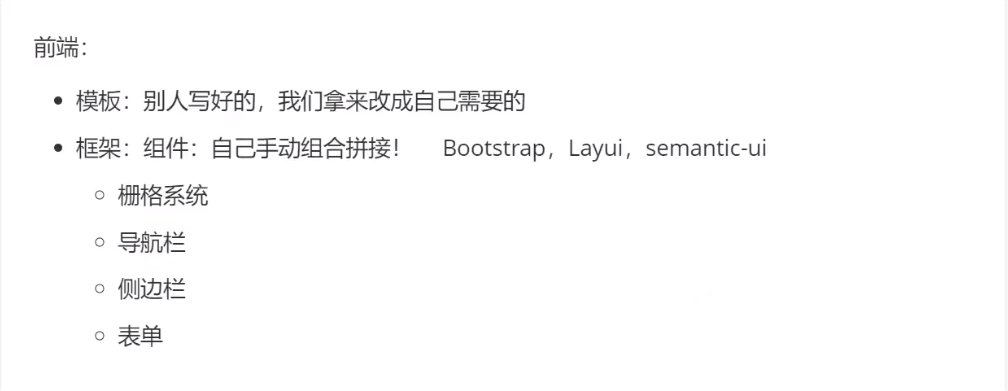 前端：
模板：别人写好的，我们拿来改成自己需要的
框架：组件：自己手动组合拼接！ Bootstrap，Layui，semantic-ui
栅格系统
导航栏
侧边栏
表单